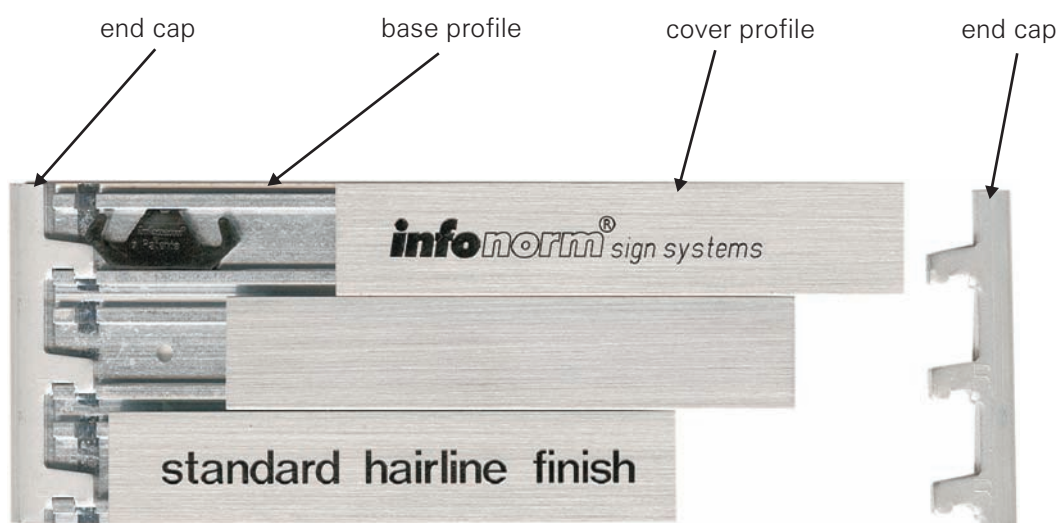 end cap base profile cover profile end cap
infonorm® sign systems
standard hairline finish